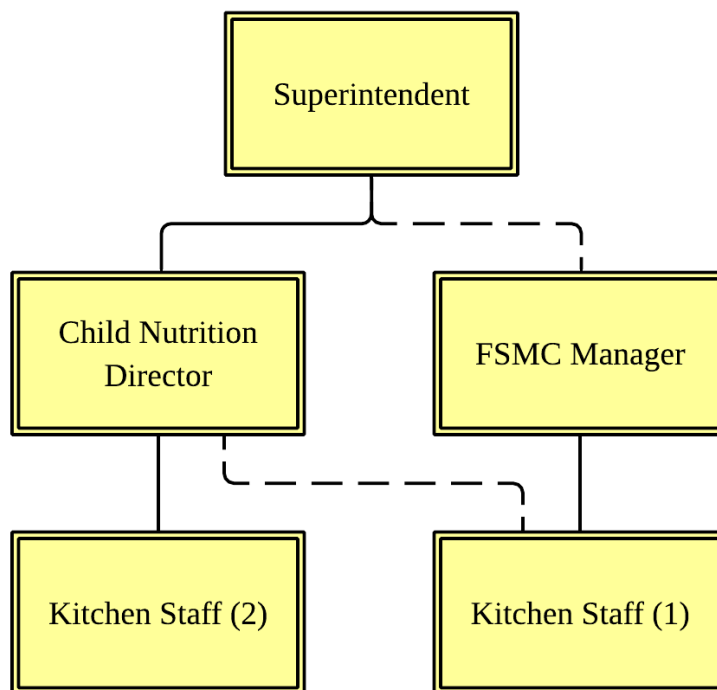 Superintendent
Child Nutrition
Director
FSMC Manager
Kitchen Staff (2)
Kitchen Staff (1)